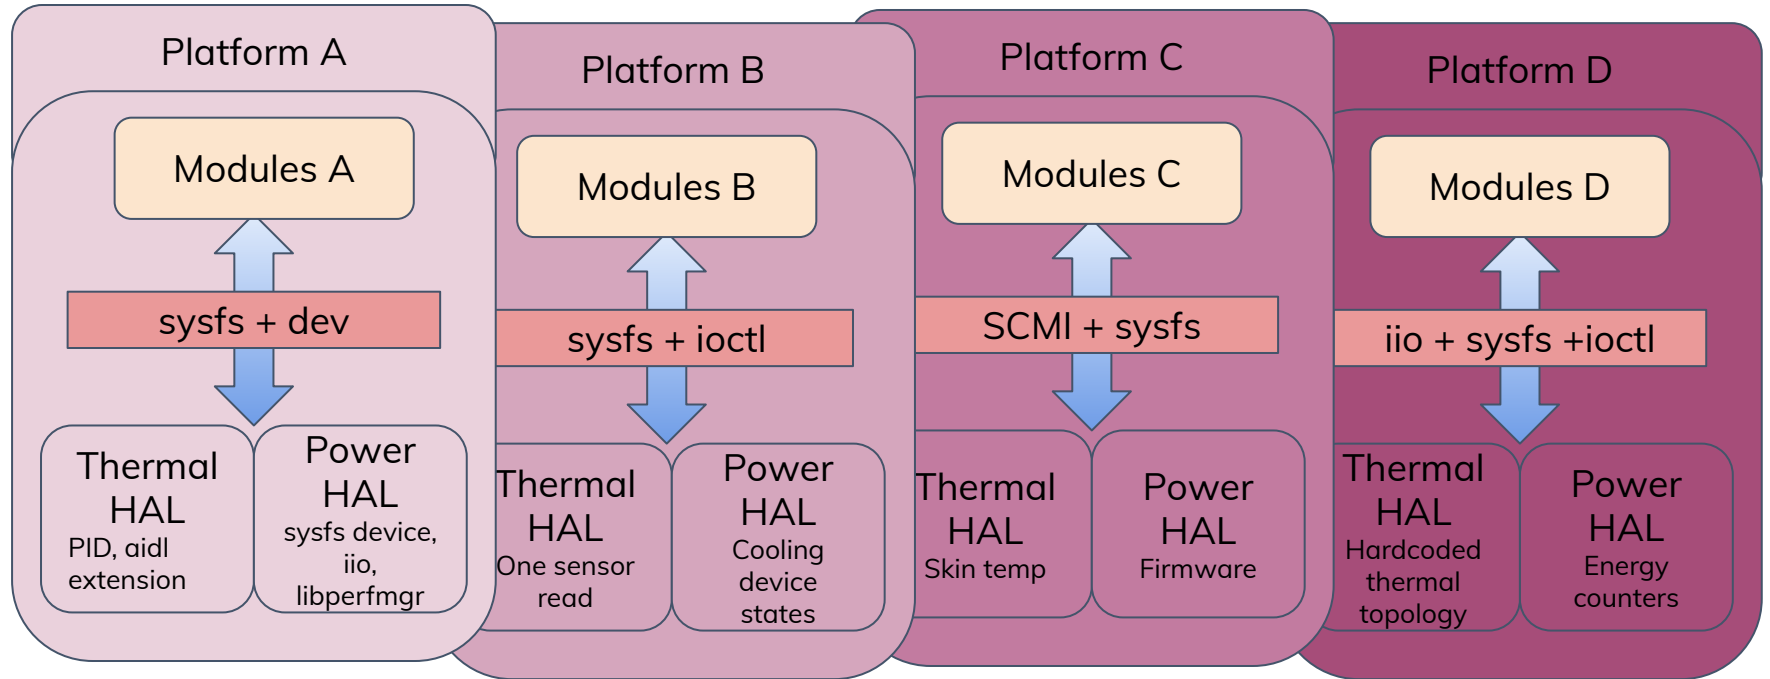 Platform A
Modules A
sysfs + dev
Thermal
HAL
PID, aidl
extension
Power
HAL
sysfs device,
iio,
libperfmgr
Platform B
Modules B
sysfs + ioctl
Thermal
HAL
One sensor
read
Power
HAL
Cooling
device
states
Platform C
Modules C
SCMI + sysfs
Thermal
HAL
Skin temp
Power
HAL
Firmware
Platform D
Modules D
iio + sysfs +ioctl
Thermal
HAL
Hardcoded
thermal
topology
Power
HAL
Energy
counters